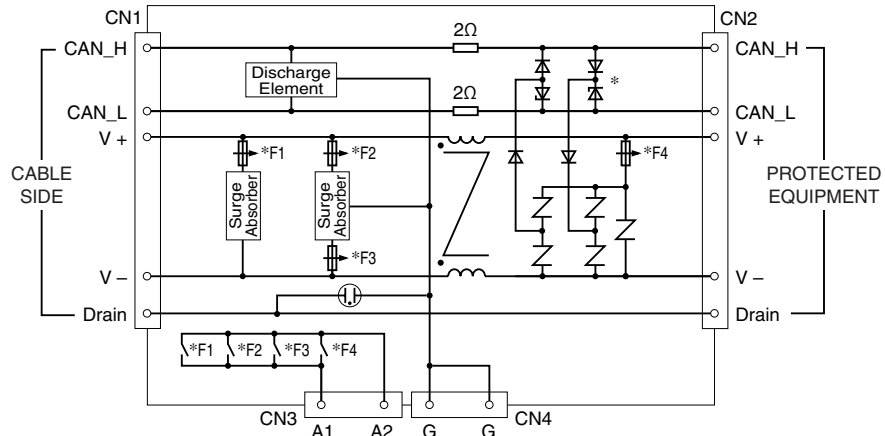 CN1
CN2
2Ω
CAN_H
CAN_H
Discharge
Element
*
2Ω
CAN_L
CAN_L
V +
V +
*F1
*F2
*F4
CABLE
SIDE
Surge
Absorber
Surge
Absorber
PROTECTED
EQUIPMENT
*F3
V –
V –
Drain
Drain
*F1
*F2
*F3
*F4
CN3
CN4
A1
A2
G
G